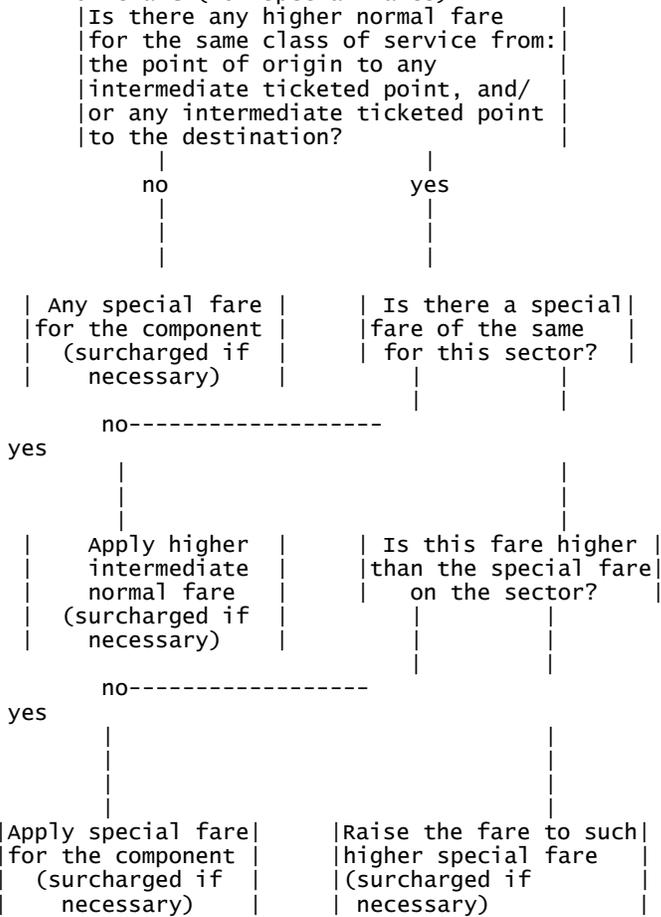 |Is there any higher normal fare    |
|for the same class of service from:|
|the point of origin to any         |
|intermediate ticketed point, and/  |
|or any intermediate ticketed point |
|to the destination?                |
no                   yes
| Any special fare |     | Is there a special|
|for the component |     |fare of the same   |
|  (surcharged if  |     | for this sector?  |
|    necessary)    |
no-------------------
yes
|    Apply higher  |     | Is this fare higher |
|    intermediate  |     |than the special fare|
|    normal fare   |     |   on the sector?    |
|  (surcharged if  |
|    necessary)    |
no------------------
yes
|Apply special fare|     |Raise the fare to such|
|for the component |     |higher special fare   |
|  (surcharged if  |     |(surcharged if        |
|    necessary)    |     | necessary)           |